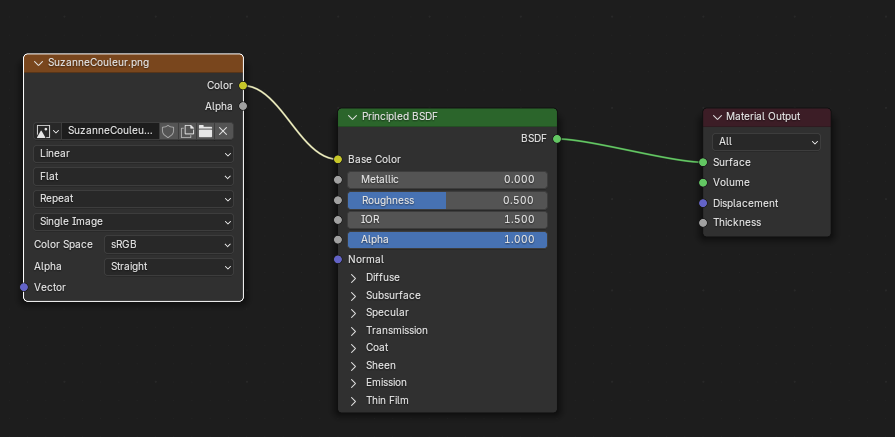 SuzanneCouleur.png
Color
Alpha
SuzanneCouleu...
Linear
Flat
Repeat
Single Image
Color Space sRGB
Alpha Straight
Vector
Principled BSDF
BSDF
Base Color
Metallic 0.000
Roughness 0.500
IOR 1.500
Alpha 1.000
Normal
Diffuse
Subsurface
Specular
Transmission
Coat
Sheen
Emission
Thin Film
Material Output
All
Surface
Volume
Displacement
Thickness